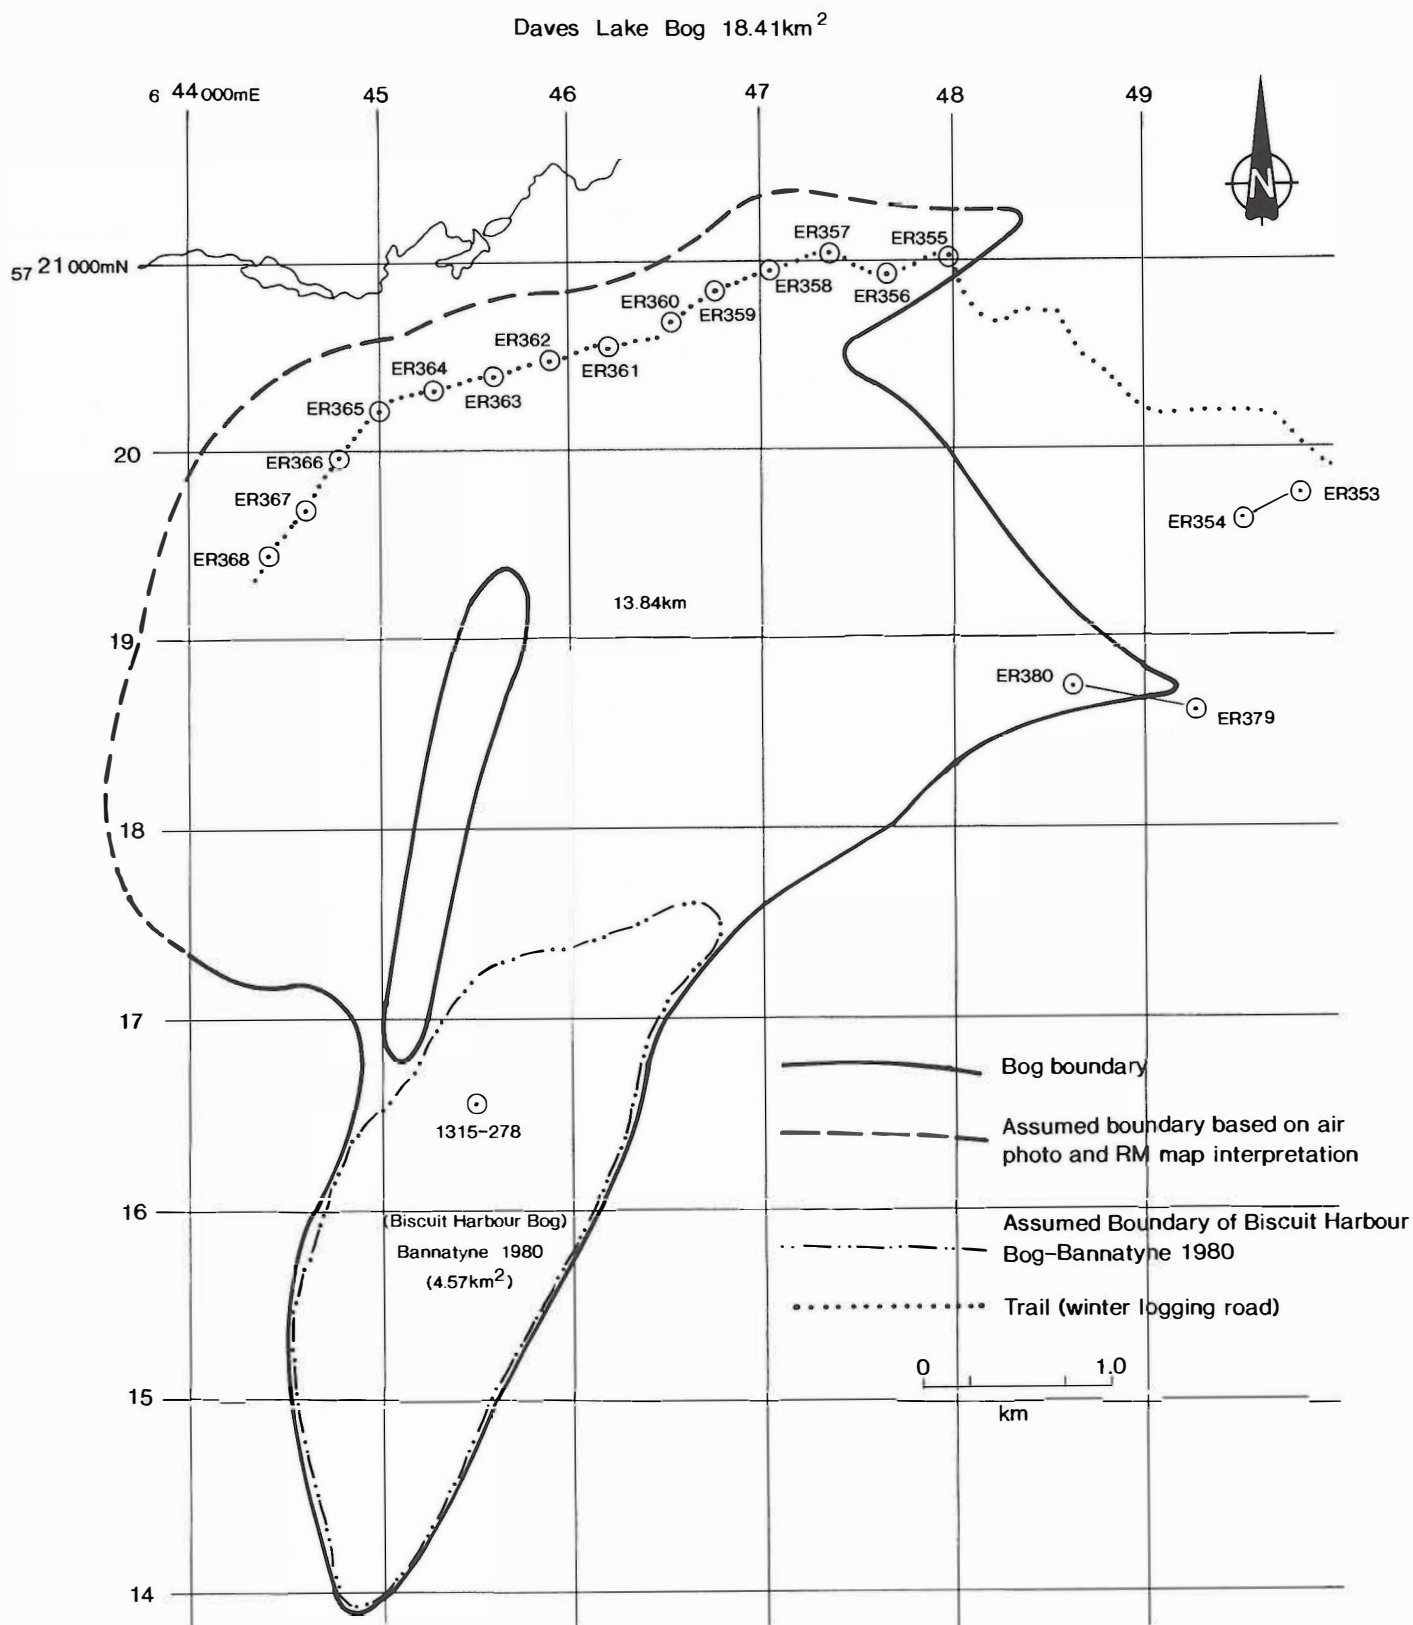 Daves Lake Bog 18.41km²
6 44 000mE 45 46 47 48 49
N
57 21 000mN
ER357
ER355
ER358
ER356
ER360
ER359
ER362
ER361
ER364
ER363
ER365
20
ER366
ER367
ER353
ER354
ER368
13.84km
19
ER380
ER379
18
17
Bog boundary
1315-278
Assumed boundary based on air
photo and RM map interpretation
16
(Biscuit Harbour Bog)
Bannatyne 1980
(4.57km²)
Assumed Boundary of Biscuit Harbour
Bog-Bannatyne 1980
Trail (winter logging road)
0 1.0
km
15
14